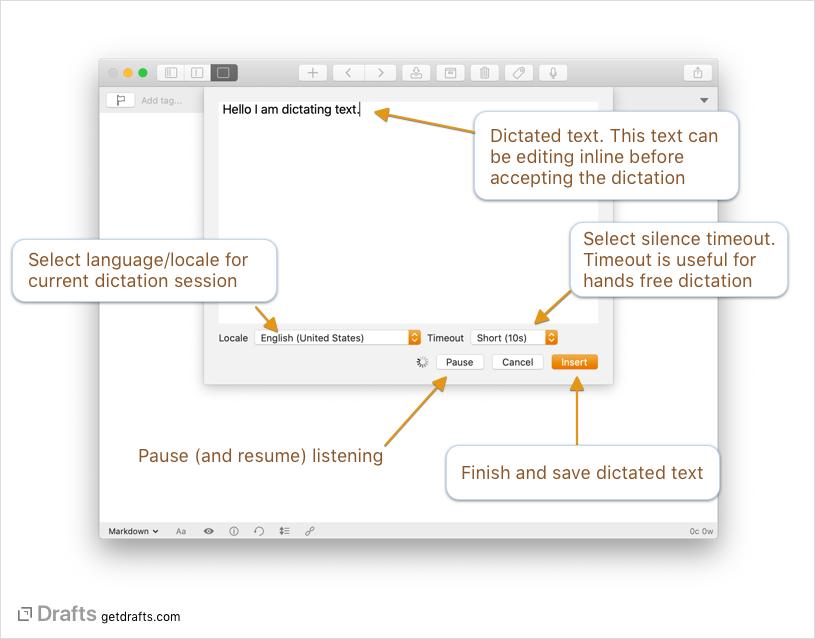 Add tag...
Hello I am dictating text.
Dictated text. This text can
be editing inline before
accepting the dictation
Select language/locale for
current dictation session
Select silence timeout.
Timeout is useful for
hands free dictation
Locale English (United States) Timeout Short (10s)
Pause Cancel Insert
Pause (and resume) listening
Finish and save dictated text
Markdown Aa 0c 0w
Drafts getdrafts.com